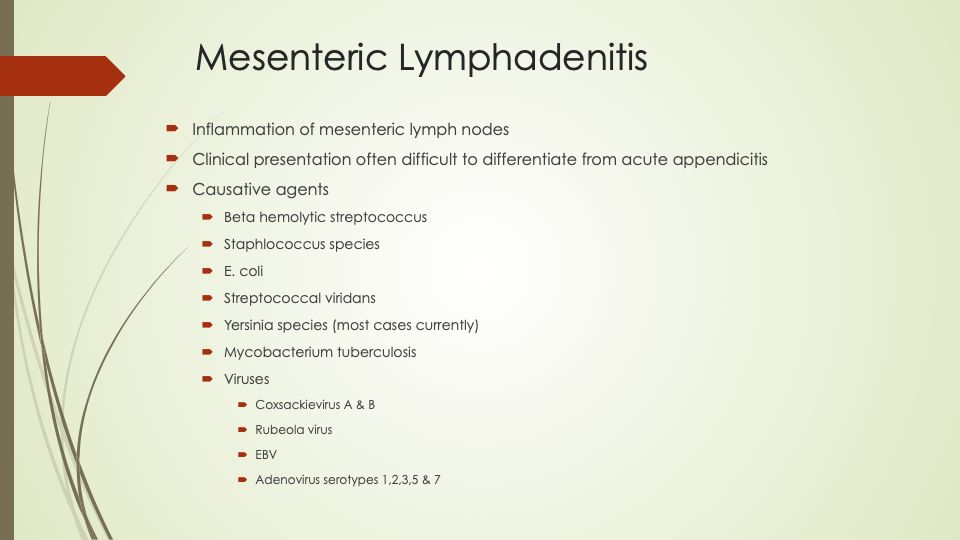 Mesenteric Lymphadenitis
Inflammation of mesenteric lymph nodes
Clinical presentation often difficult to differentiate from acute appendicitis
Causative agents
Beta hemolytic streptococcus
Staphlococcus species
E. coli
Streptococcal viridans
Yersinia species (most cases currently)
Mycobacterium tuberculosis
Viruses
Coxsackievirus A & B
Rubeola virus
EBV
Adenovirus serotypes 1,2,3,5 & 7